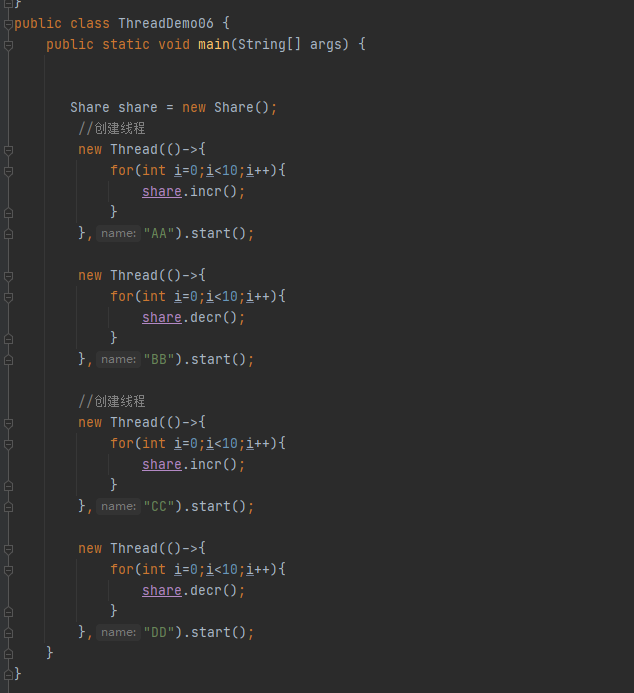 }
public class ThreadDemo06 {
    public static void main(String[] args) {
       Share share = new Share();
        //创建线程
        new Thread(()->{
            for(int i=0;i<10;i++){
                share.incr();
            }
        }, name: "AA").start();
        new Thread(()->{
            for(int i=0;i<10;i++){
                share.decr();
            }
        }, name: "BB").start();
        //创建线程
        new Thread(()->{
            for(int i=0;i<10;i++){
                share.incr();
            }
        }, name: "CC").start();
        new Thread(()->{
            for(int i=0;i<10;i++){
                share.decr();
            }
        }, name: "DD").start();
    }
}